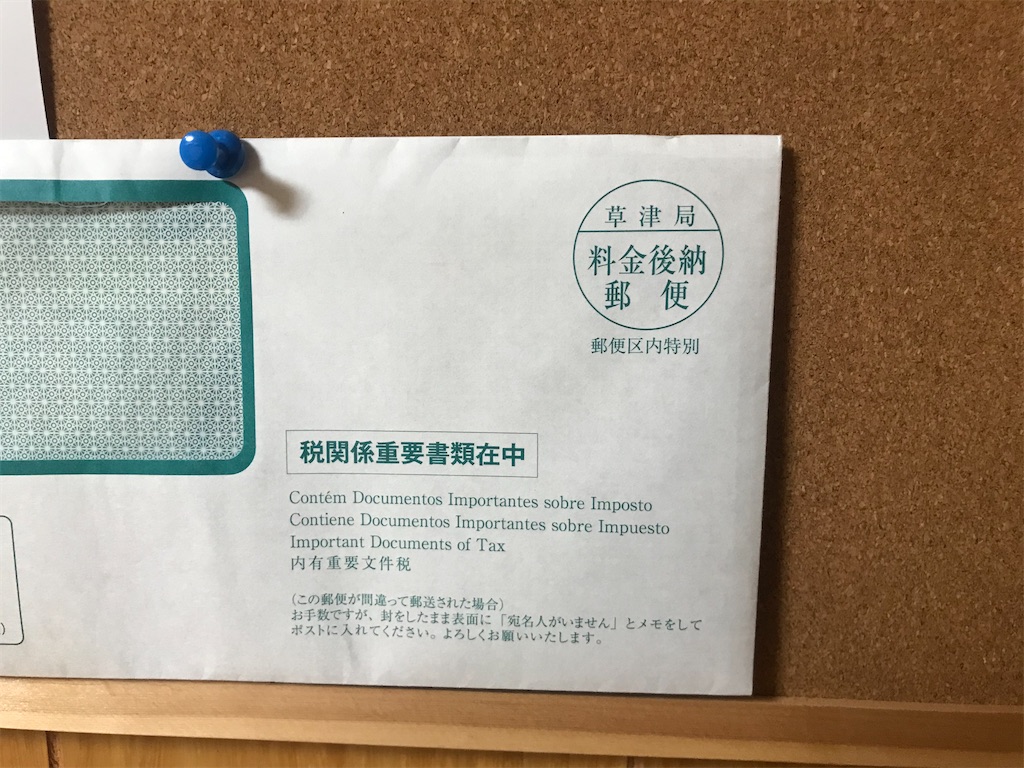 草津局
料金後納
郵便
郵便区内特別
税関係重要書類在中
Contém Documentos Importantes sobre Imposto
Contiene Documentos Importantes sobre Impuesto
Important Documents of Tax
内有重要文件税
（この郵便が間違って郵送された場合）
お手数ですが、封をしたまま表面に「宛名人がいません」とメモをして
ポストに入れてください。よろしくお願いいたします。
)